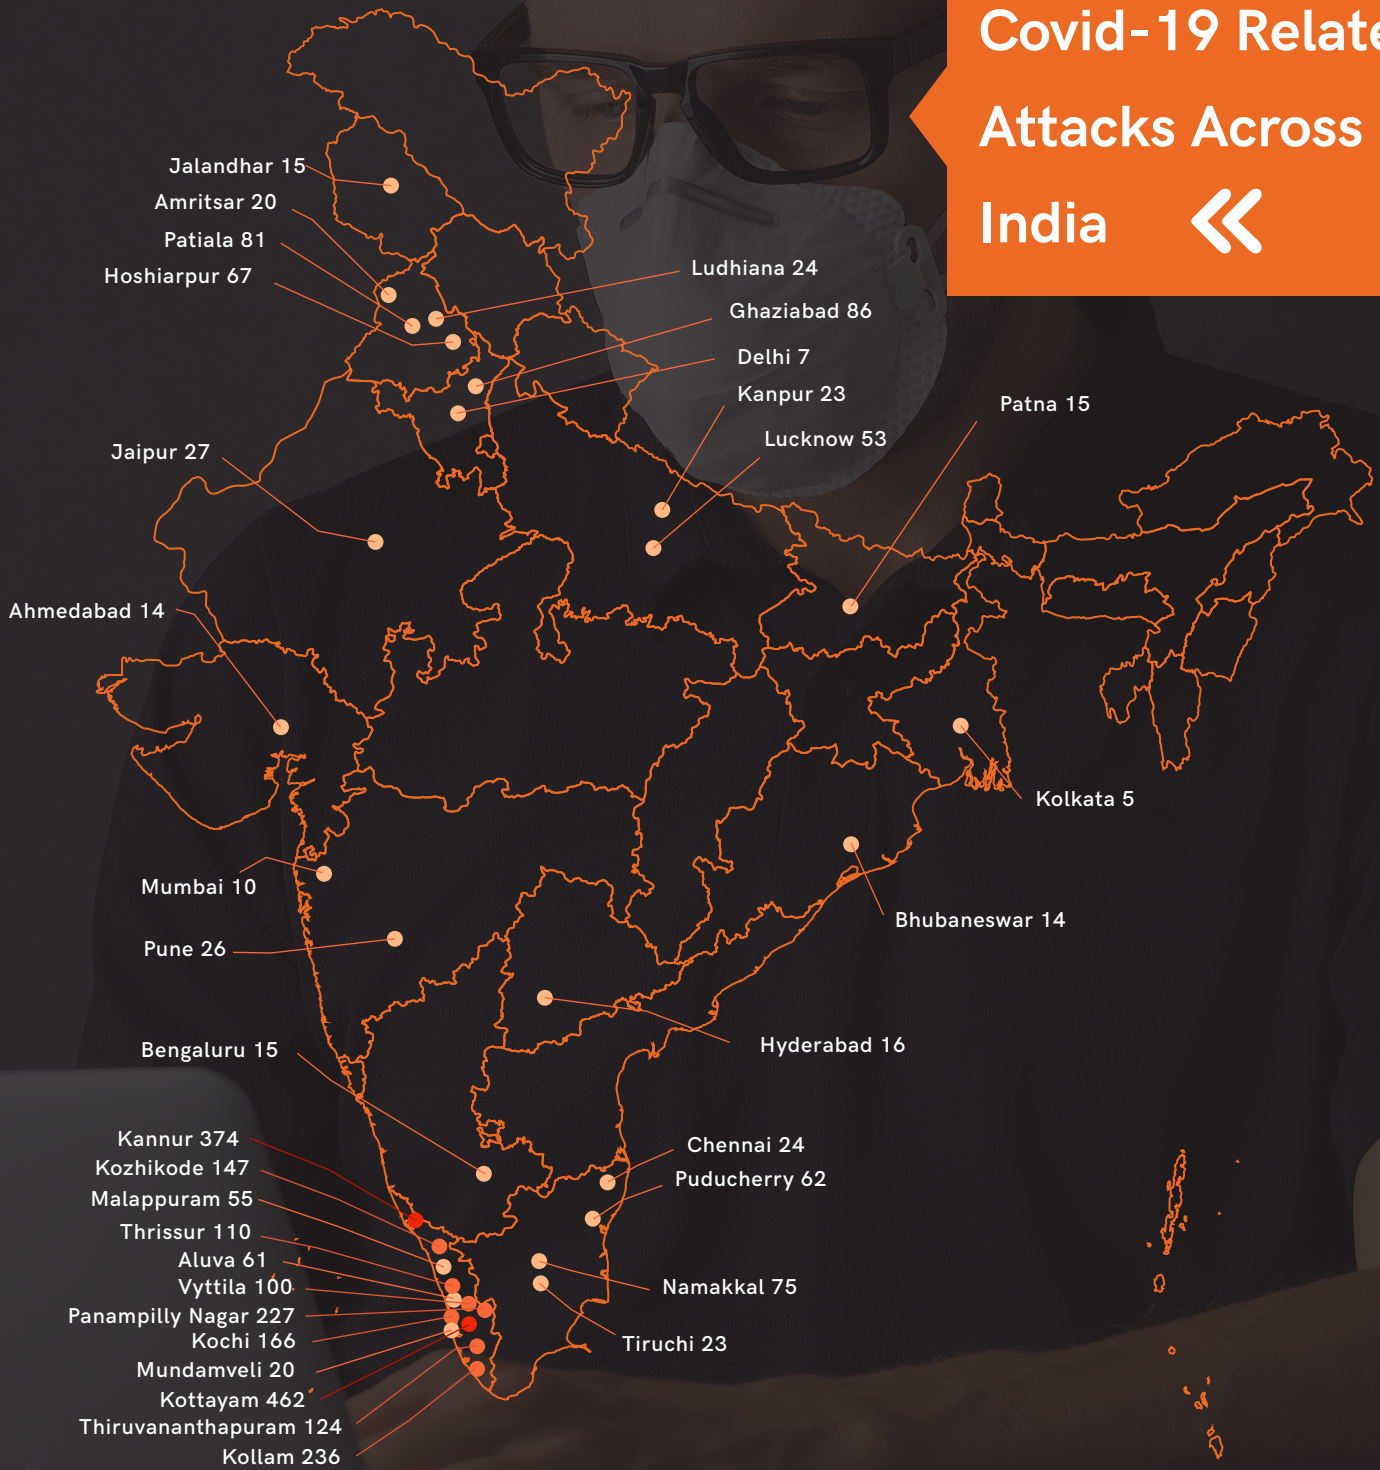 Covid-19 Relate
Attacks Across
India
Jalandhar 15
Amritsar 20
Patiala 81
Hoshiarpur 67
Ludhiana 24
Ghaziabad 86
Delhi 7
Kanpur 23
Lucknow 53
Patna 15
Jaipur 27
Ahmedabad 14
Kolkata 5
Mumbai 10
Bhubaneswar 14
Pune 26
Hyderabad 16
Bengaluru 15
Kannur 374
Kozhikode 147
Malappuram 55
Thrissur 110
Aluva 61
Vyttila 100
Panampilly Nagar 227
Kochi 166
Mundamveli 20
Kottayam 462
Thiruvananthapuram 124
Kollam 236
Chennai 24
Puducherry 62
Namakkal 75
Tiruchi 23